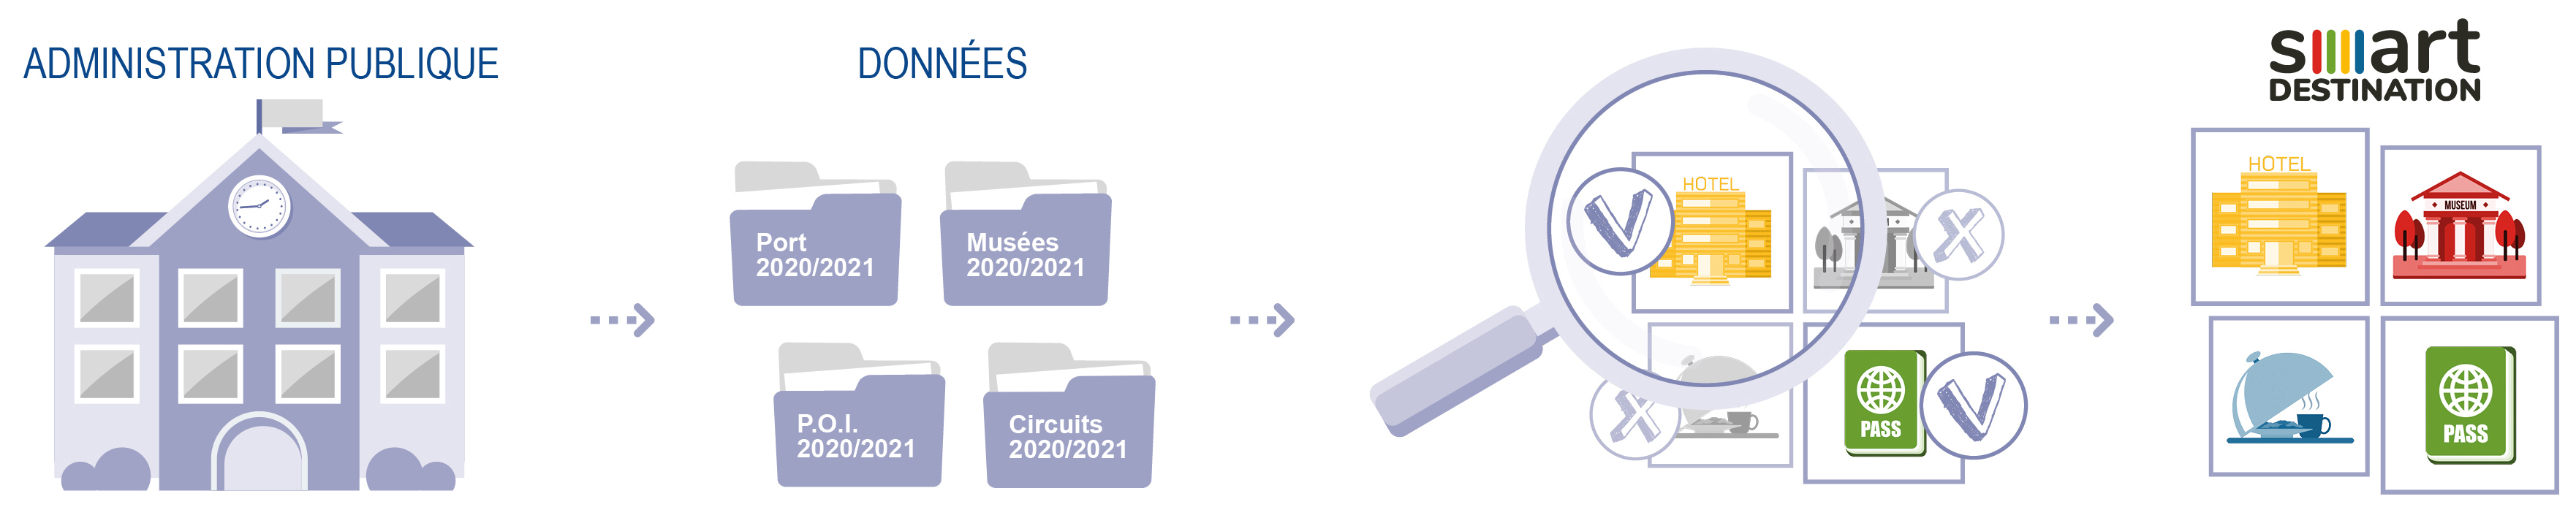 ADMINISTRATION PUBLIQUE
DONNÉES
Port
2020/2021
Musées
2020/2021
P.O.I.
2020/2021
Circuits
2020/2021
HOTEL
V
X
X
PASS
V
smart
DESTINATION
HOTEL
MUSEUM
PASS